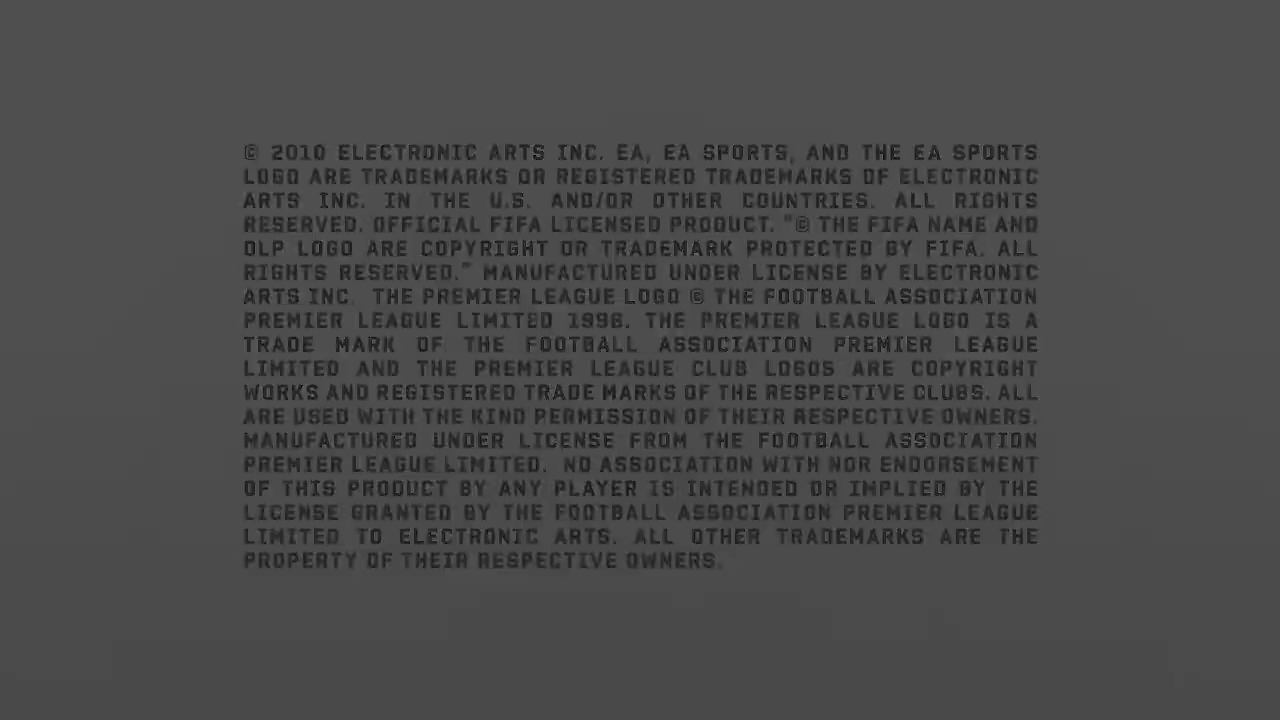 © 2010 ELECTRONIC ARTS INC. EA, EA SPORTS, AND THE EA SPORTS
LOGO ARE TRADEMARKS OR REGISTERED TRADEMARKS OF ELECTRONIC
ARTS INC. IN THE U.S. AND/OR OTHER COUNTRIES. ALL RIGHTS
RESERVED. OFFICIAL FIFA LICENSED PRODUCT. "© THE FIFA NAME AND
OLP LOGO ARE COPYRIGHT OR TRADEMARK PROTECTED BY FIFA. ALL
RIGHTS RESERVED." MANUFACTURED UNDER LICENSE BY ELECTRONIC
ARTS INC. THE PREMIER LEAGUE LOGO © THE FOOTBALL ASSOCIATION
PREMIER LEAGUE LIMITED 1996. THE PREMIER LEAGUE LOGO IS A
TRADE MARK OF THE FOOTBALL ASSOCIATION PREMIER LEAGUE
LIMITED AND THE PREMIER LEAGUE CLUB LOGOS ARE COPYRIGHT
WORKS AND REGISTERED TRADE MARKS OF THE RESPECTIVE CLUBS. ALL
ARE USED WITH THE KIND PERMISSION OF THEIR RESPECTIVE OWNERS.
MANUFACTURED UNDER LICENSE FROM THE FOOTBALL ASSOCIATION
PREMIER LEAGUE LIMITED. NO ASSOCIATION WITH NOR ENDORSEMENT
OF THIS PRODUCT BY ANY PLAYER IS INTENDED OR IMPLIED BY THE
LICENSE GRANTED BY THE FOOTBALL ASSOCIATION PREMIER LEAGUE
LIMITED TO ELECTRONIC ARTS. ALL OTHER TRADEMARKS ARE THE
PROPERTY OF THEIR RESPECTIVE OWNERS.